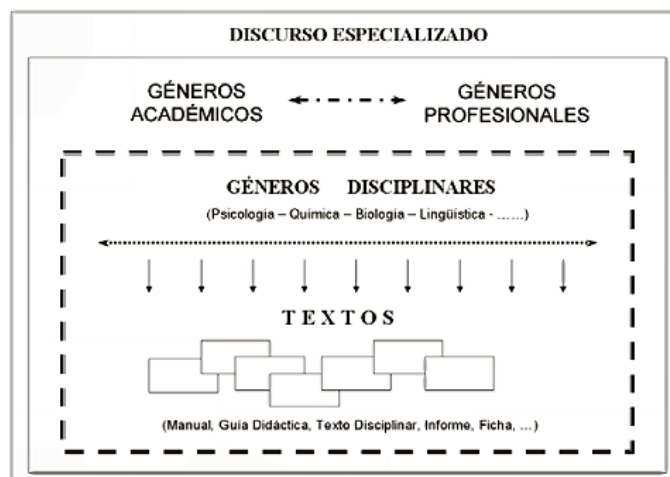 DISCURSO ESPECIALIZADO
GÉNEROS
ACADÉMICOS
GÉNEROS
PROFESIONALES
GÉNEROS DISCIPLINARES
(Psicología – Química – Biología – Lingüística - ……)
T E X T O S
(Manual, Guía Didáctica, Texto Disciplinar, Informe, Ficha, …)